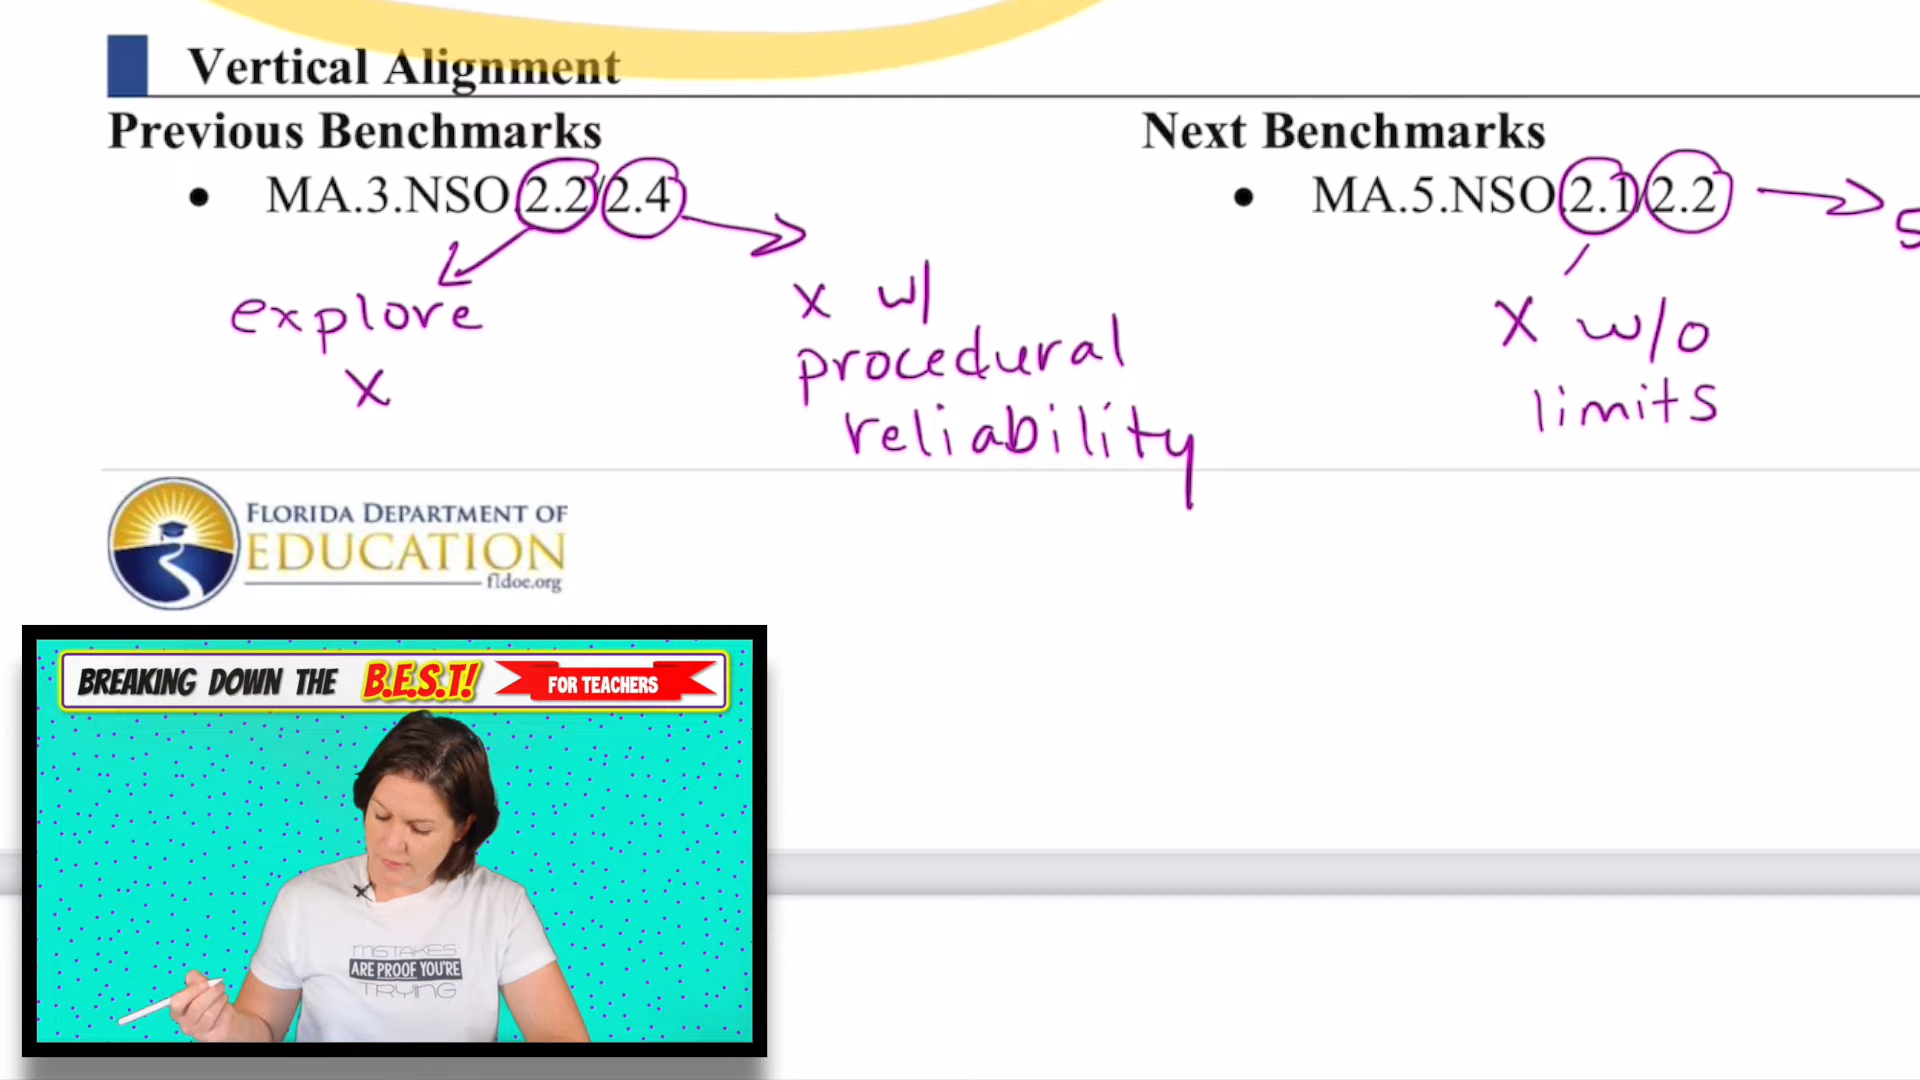 Vertical Alignment
Previous Benchmarks
• MA.3.NSO.2.2/2.4
explore
x
x w/
procedural
reliability
Next Benchmarks
• MA.5.NSO.2.1/2.2
5
x w/o
limits
FLORIDA DEPARTMENT OF
EDUCATION
fldoe.org
BREAKING DOWN THE B.E.S.T! FOR TEACHERS
MISTAKES
ARE PROOF YOU'RE
TRYING